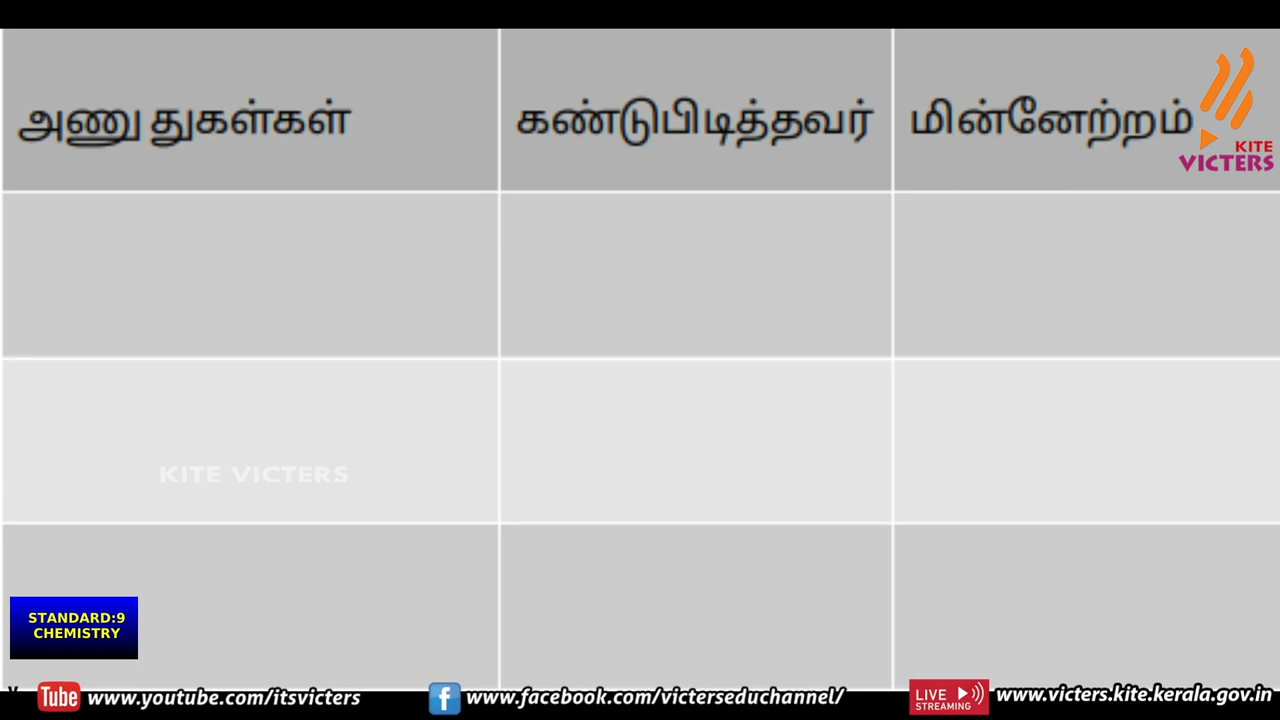 அணு துகள்கள்
கண்டுபிடித்தவர்
மின்னேற்றம்
KITE
VICTERS
KITE VICTERS
STANDARD:9
CHEMISTRY
Tube www.youtube.com/itsvicters
f www.facebook.com/victerseduchannel/
LIVE
STREAMING
www.victers.kite.kerala.gov.in